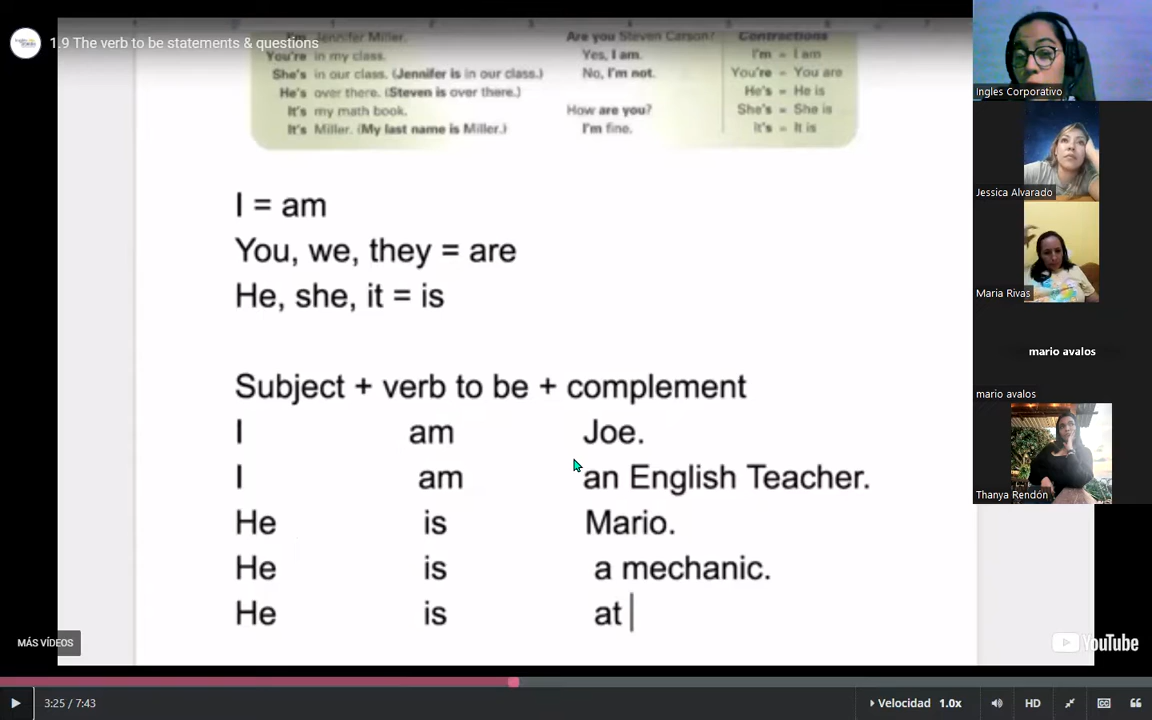 1.9 The verb to be statements & questions
I'm Jennifer Miller.
You're in my class.
She's in our class. (Jennifer is in our class.)
He's over there. (Steven is over there.)
It's my math book.
It's Miller. (My last name is Miller.)
Are you Steven Carson?
Yes, I am.
No, I'm not.
How are you?
I'm fine.
Contractions
I'm = I am
You're = You are
He's = He is
She's = She is
It's = It is
I = am
You, we, they = are
He, she, it = is
Subject + verb to be + complement
I am Joe.
I am an English Teacher.
He is Mario.
He is a mechanic.
He is at
Ingles Corporativo
Jessica Alvarado
Maria Rivas
mario avalos
mario avalos
Thanya Rendón
MÁS VÍDEOS
YouTube
3:25 / 7:43
Velocidad 1.0x
HD
CC